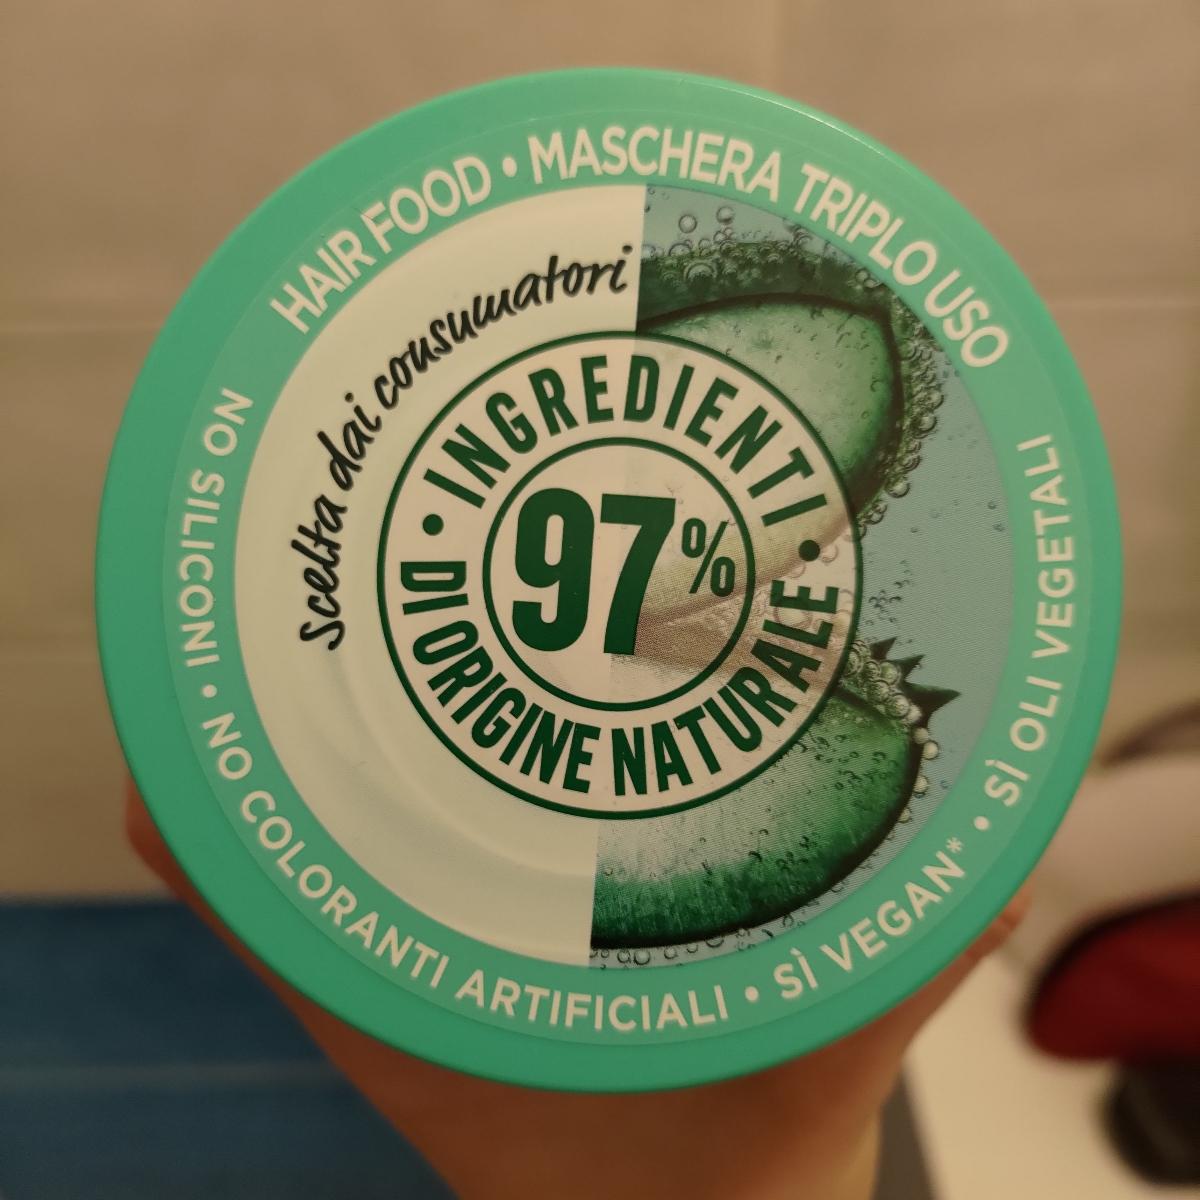 HAIR FOOD • MASCHERA TRIPLO USO
NO SILICONI • NO COLORANTI ARTIFICIALI • SÌ VEGAN* • SÌ OLI VEGETALI
Scelta dai consumatori
• INGREDIENTI •
DI ORIGINE NATURALE
97%